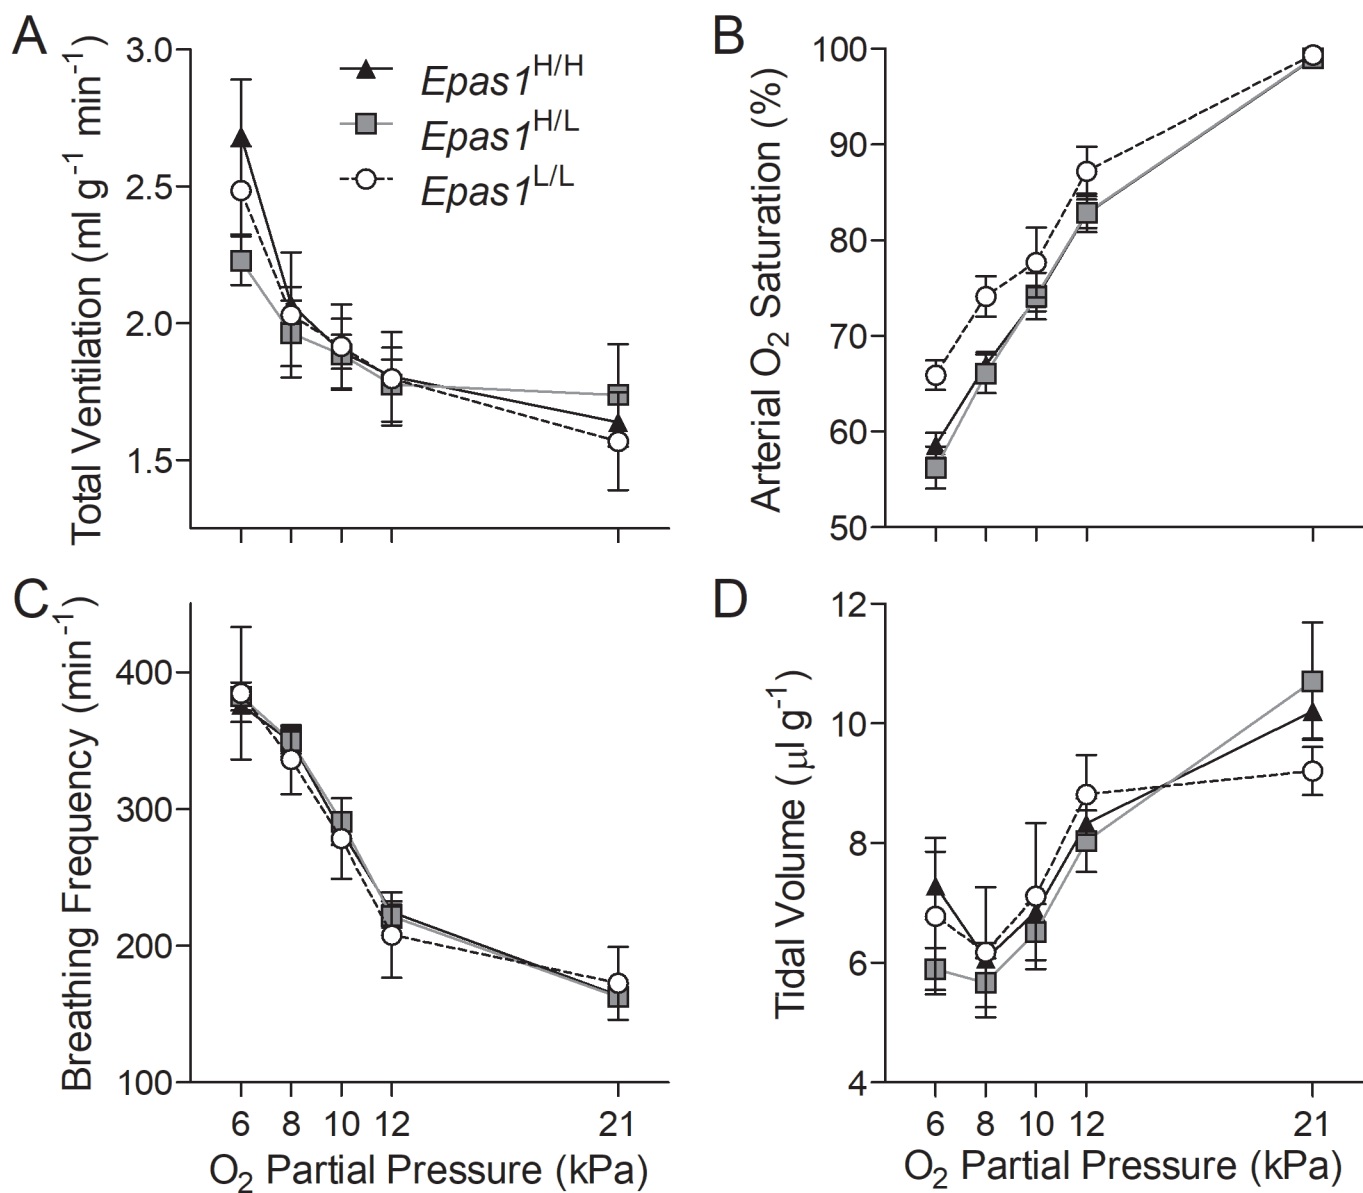 A
Total Ventilation (ml g⁻¹ min⁻¹)
3.0
2.5
2.0
1.5
Epas1^H/H
Epas1^H/L
Epas1^L/L
B
Arterial O₂ Saturation (%)
100
90
80
70
60
50
C
Breathing Frequency (min⁻¹)
400
300
200
100
6 8 10 12 21
O₂ Partial Pressure (kPa)
D
Tidal Volume (μl g⁻¹)
12
10
8
6
4
6 8 10 12 21
O₂ Partial Pressure (kPa)